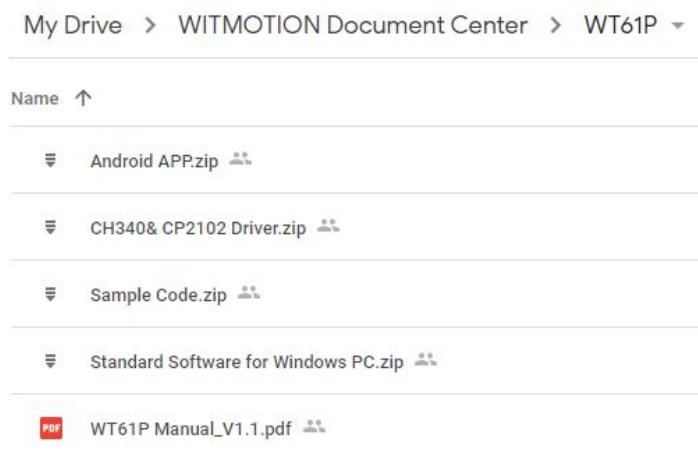 My Drive > WITMOTION Document Center > WT61P
Name
Android APP.zip
CH340& CP2102 Driver.zip
Sample Code.zip
Standard Software for Windows PC.zip
PDF WT61P Manual_V1.1.pdf